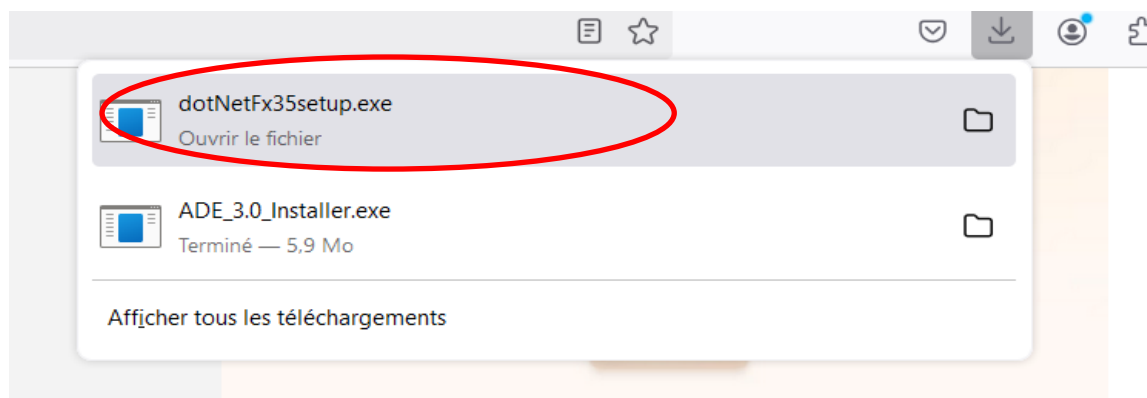 dotNetFx35setup.exe
Ouvrir le fichier
ADE_3.0_Installer.exe
Terminé — 5,9 Mo
Afficher tous les téléchargements